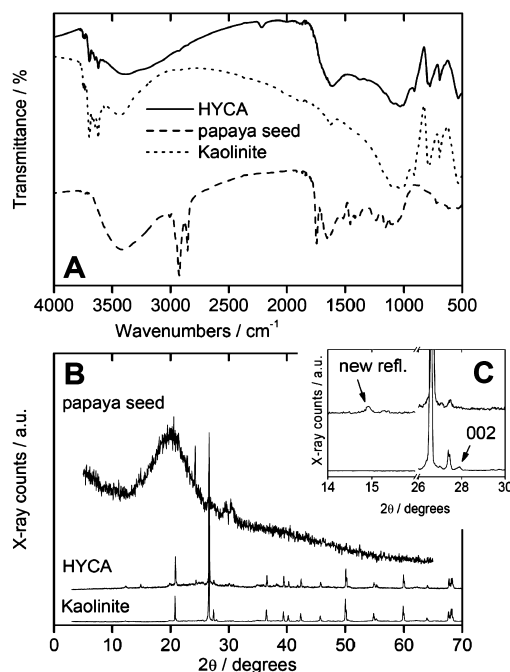 Transmittance / %
HYCA
papaya seed
Kaolinite
A
4000 3500 3000 2500 2000 1500 1000 500
Wavenumbers / cm⁻¹
B
papaya seed
X-ray counts / a.u.
HYCA
Kaolinite
0 10 20 30 40 50 60 70
2θ / degrees
C
new refl.
002
X-ray counts / a.u.
14 15 26 28 30
2θ / degrees